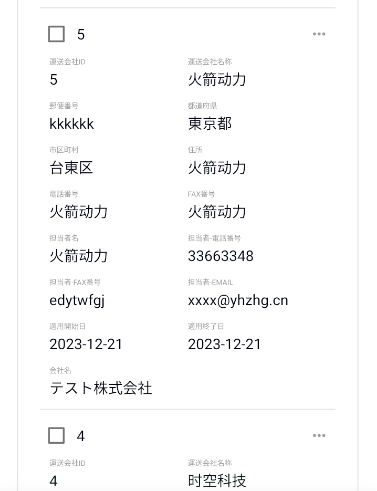 5
運送会社ID 運送会社名称
5 火箭动力
郵便番号 都道府県
kkkkkk 東京都
市区町村 住所
台東区 火箭动力
電話番号 FAX番号
火箭动力 火箭动力
担当者名 担当者-電話番号
火箭动力 33663348
担当者-FAX番号 担当者-EMAIL
edytwfgj xxxx@yhzhg.cn
適用開始日 適用終了日
2023-12-21 2023-12-21
会社名
テスト株式会社
4
運送会社ID 運送会社名称
4 时空科技